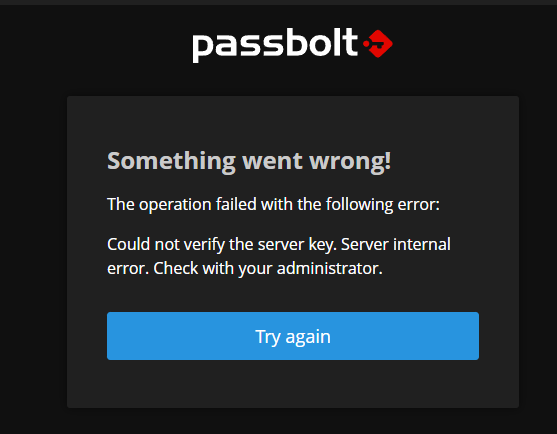 passbolt
Something went wrong!
The operation failed with the following error:
Could not verify the server key. Server internal
error. Check with your administrator.
Try again